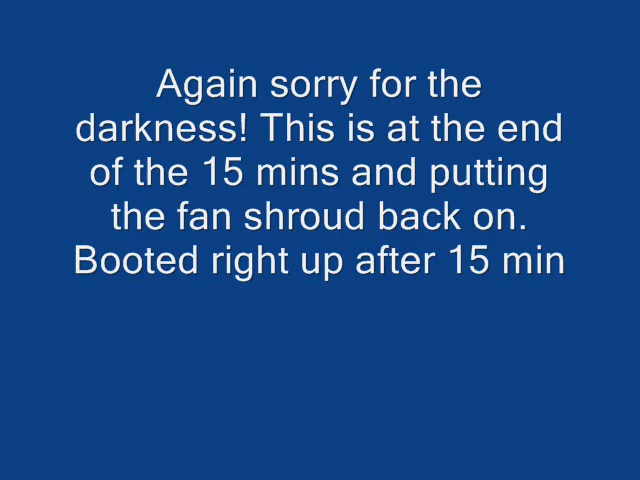 Again sorry for the
darkness! This is at the end
of the 15 mins and putting
the fan shroud back on.
Booted right up after 15 min